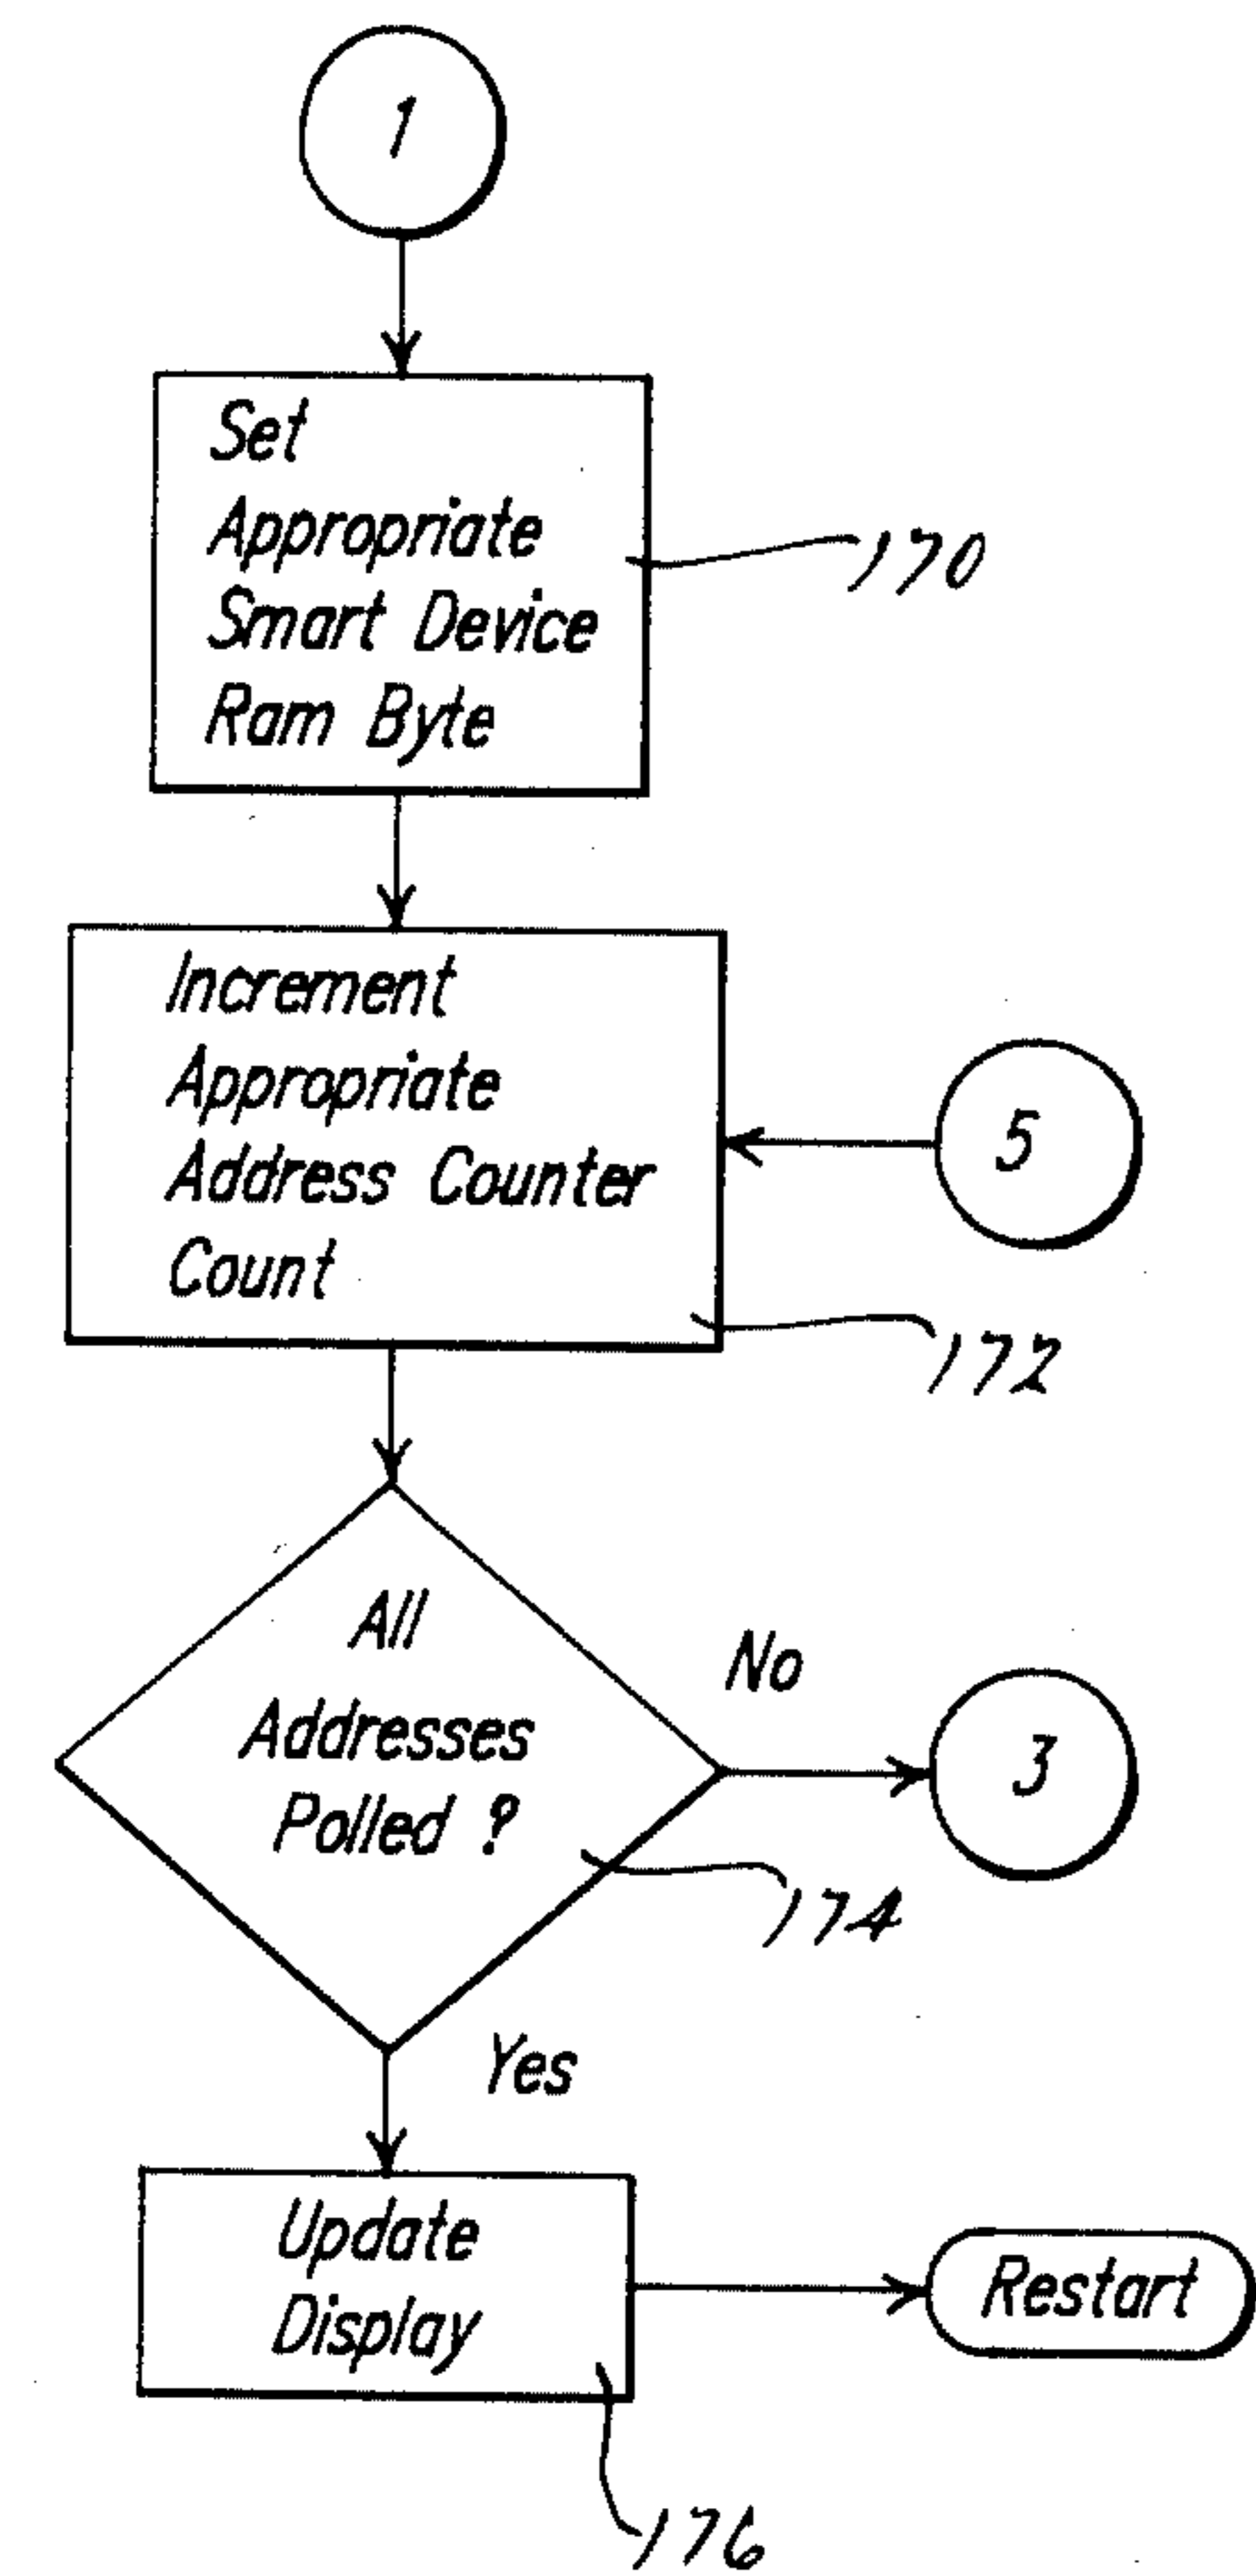 1
Set
Appropriate
Smart Device
Ram Byte
170
Increment
Appropriate
Address Counter
Count
5
172
All
Addresses
Polled ?
No
3
174
Yes
Update
Display
Restart
176